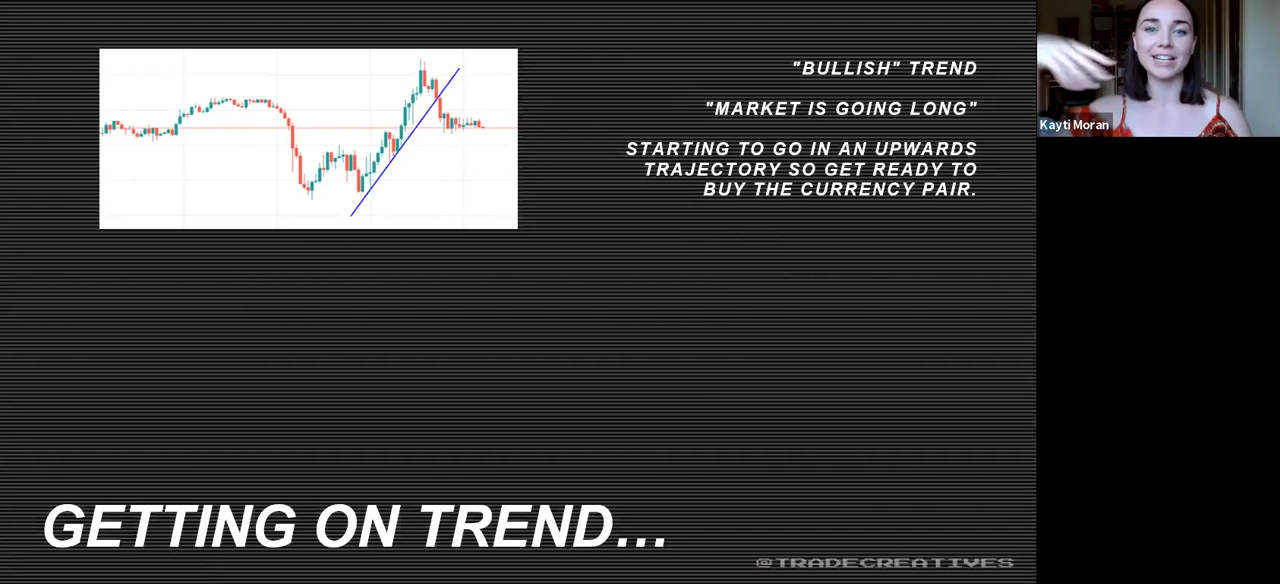 "BULLISH" TREND
"MARKET IS GOING LONG"
STARTING TO GO IN AN UPWARDS
TRAJECTORY SO GET READY TO
BUY THE CURRENCY PAIR.
Kayti Moran
GETTING ON TREND...
@TRADECREATIVES